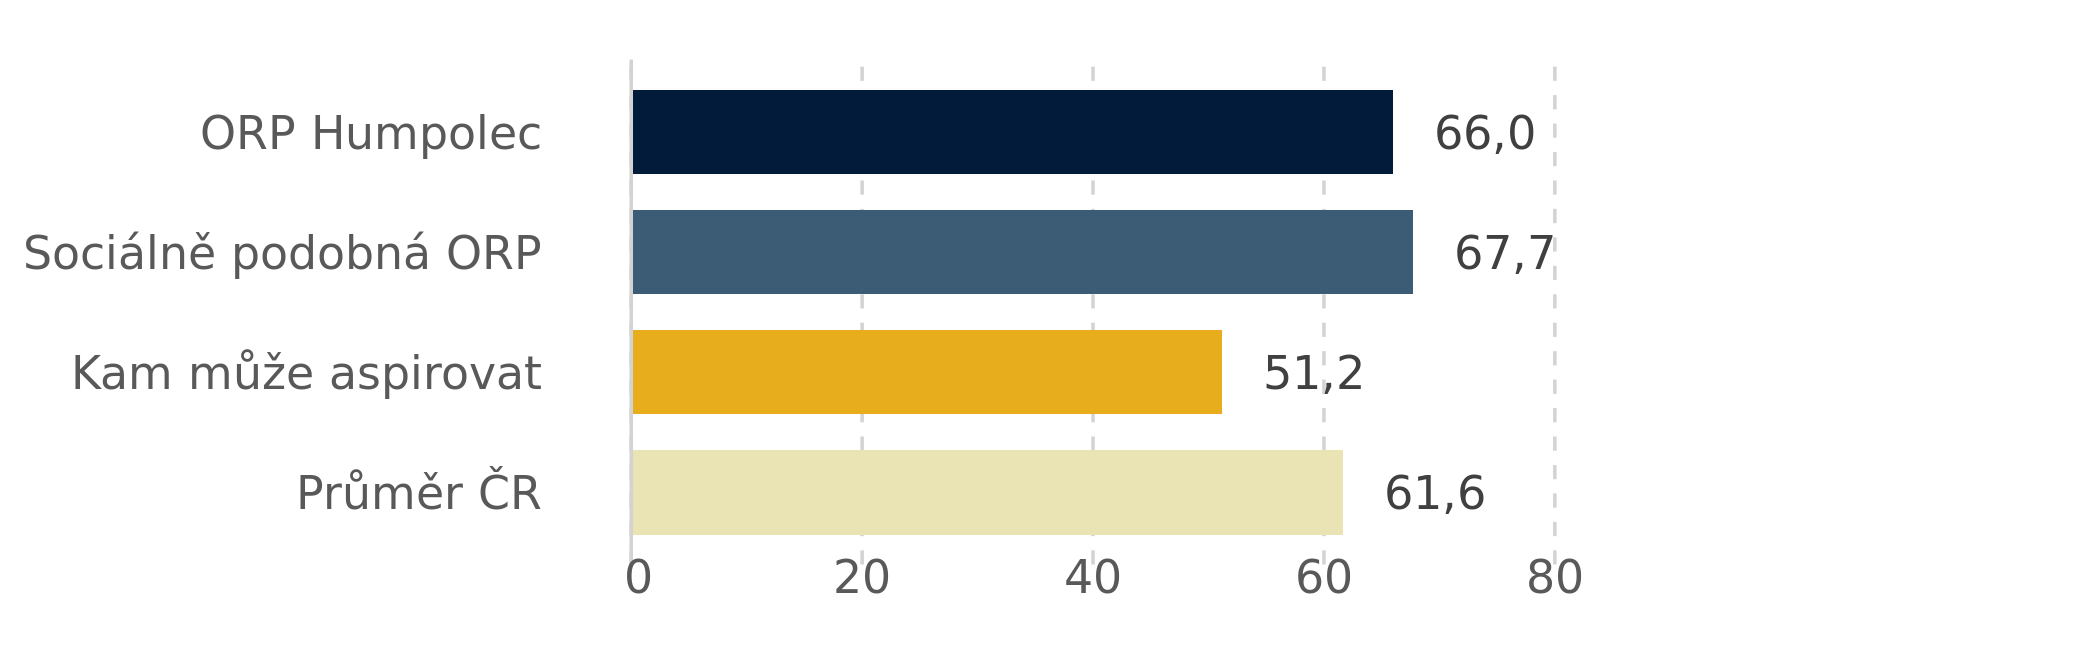 ORP Humpolec 66,0
Sociálně podobná ORP 67,7
Kam může aspirovat 51,2
Průměr ČR 61,6
0 20 40 60 80